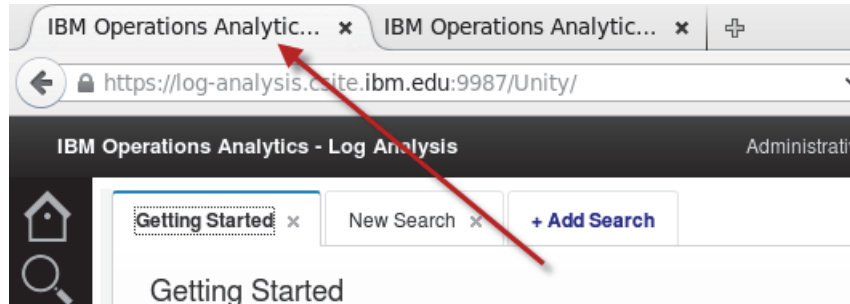 IBM Operations Analytic... IBM Operations Analytic...
https://log-analysis.csite.ibm.edu:9987/Unity/
IBM Operations Analytics - Log Analysis Administrati
Getting Started New Search + Add Search
Getting Started